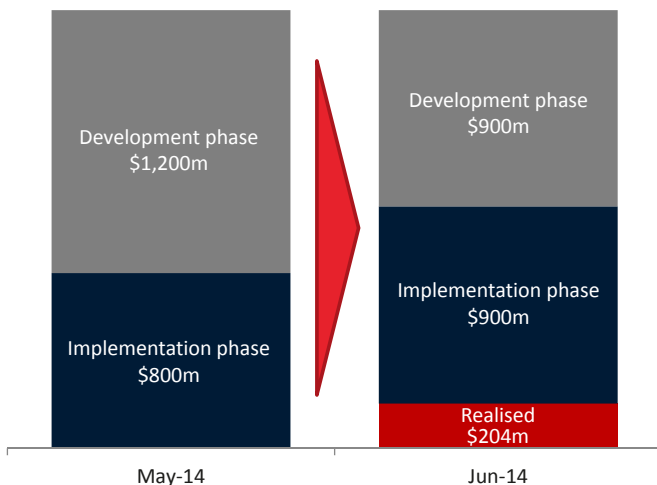 Development phase
$1,200m
Implementation phase
$800m
Development phase
$900m
Implementation phase
$900m
Realised
$204m
May-14
Jun-14